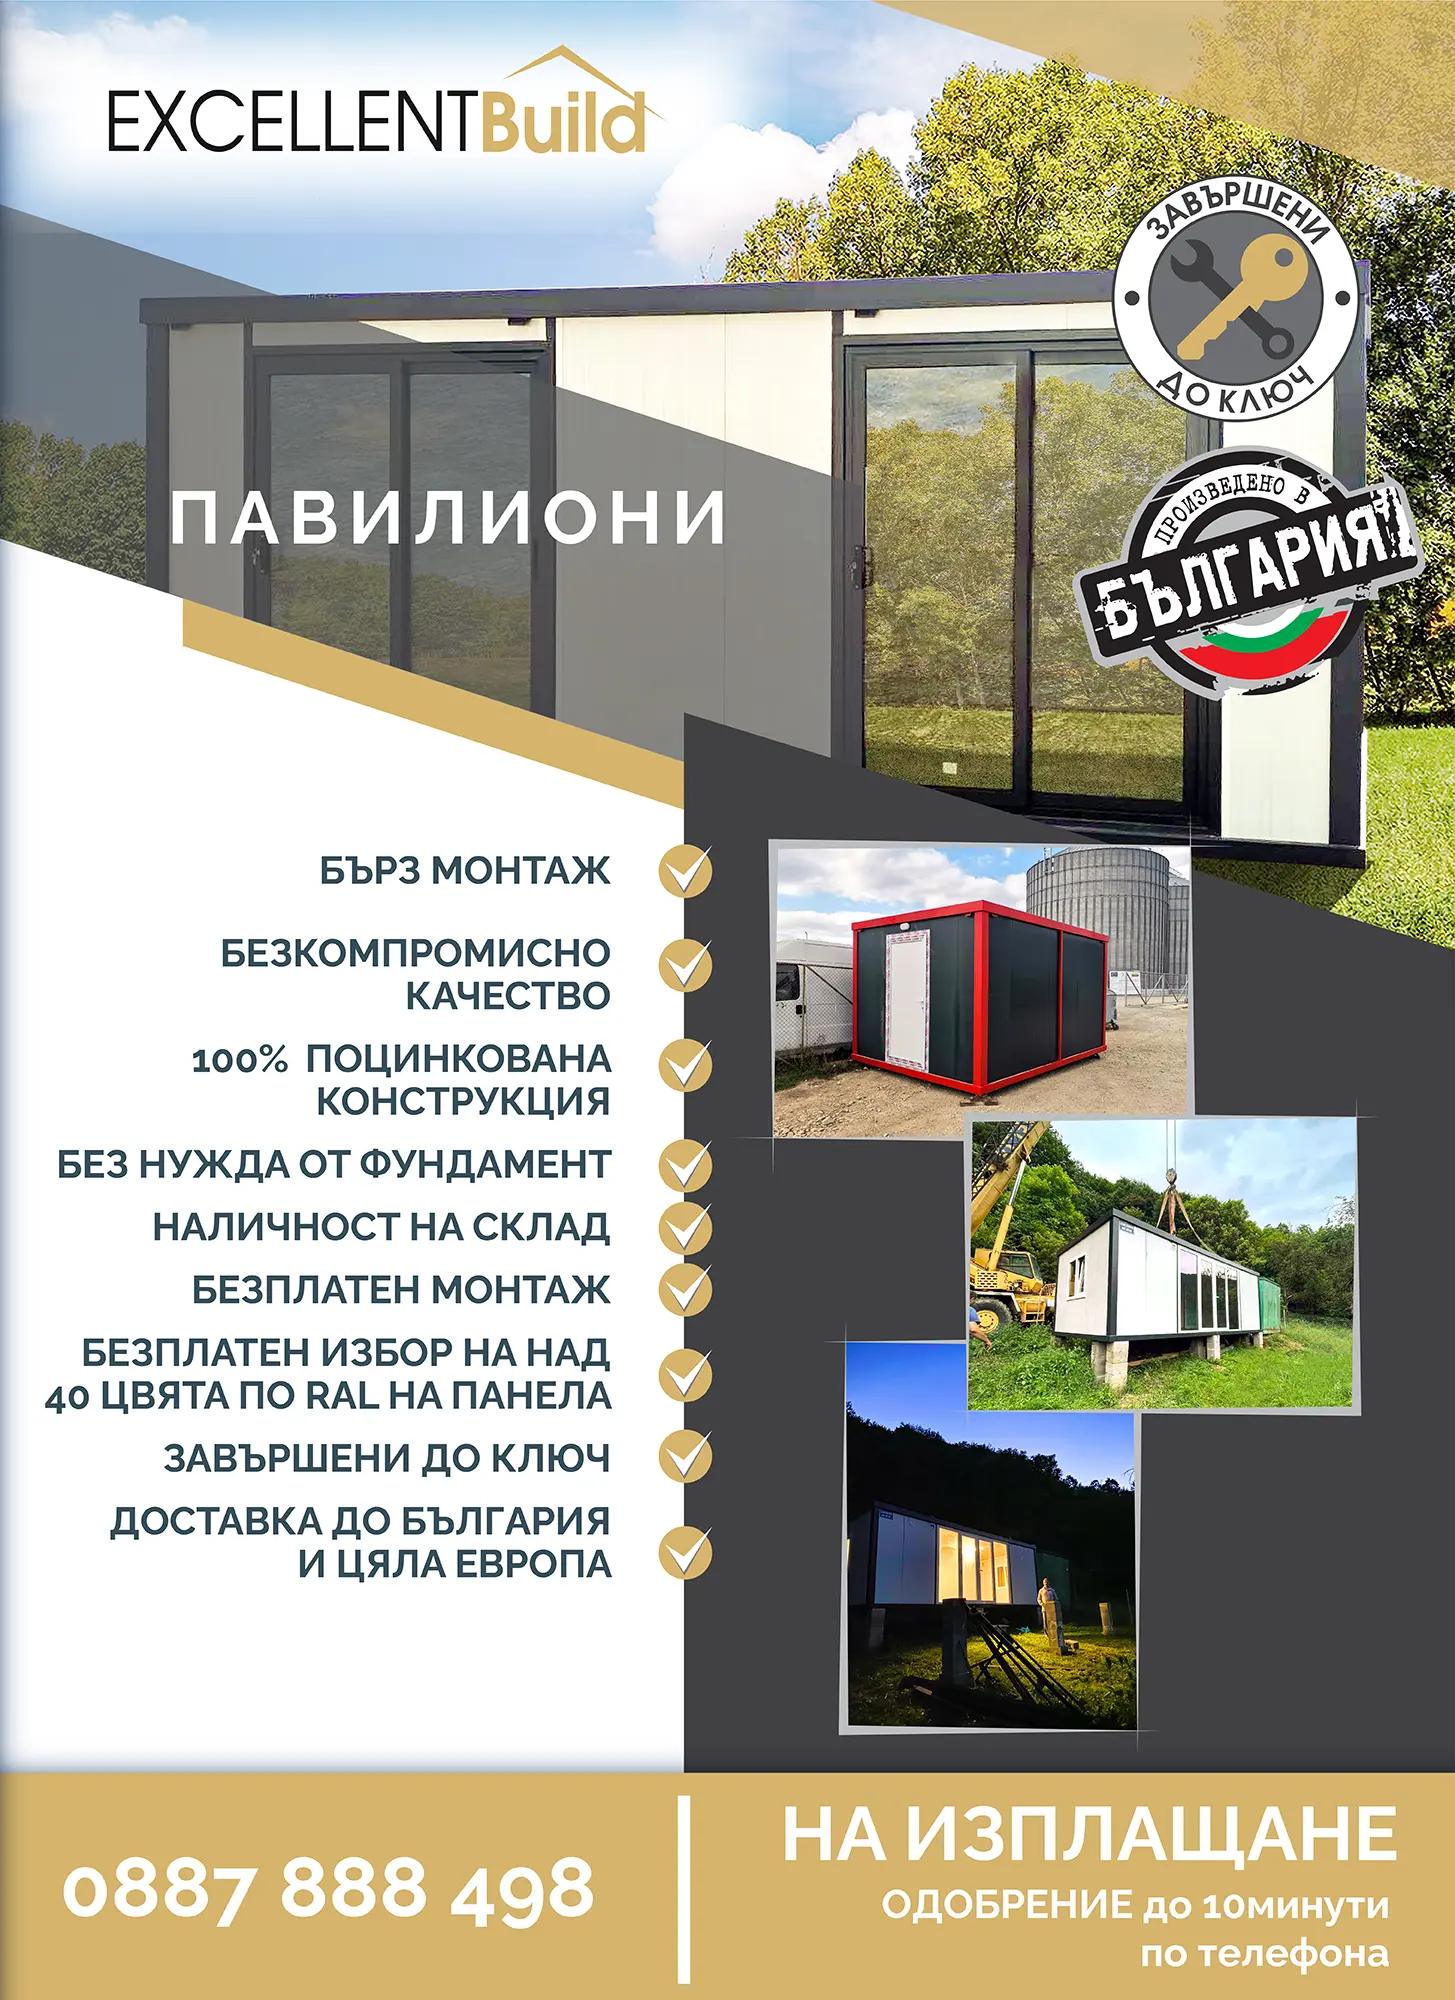 EXCELLENTBuild
ЗАВЪРШЕНИ
ДО КЛЮЧ
ПРОИЗВЕДЕНО В
БЪЛГАРИЯ
ПАВИЛИОНИ
БЪРЗ МОНТАЖ
БЕЗКОМПРОМИСНО
КАЧЕСТВО
100% ПОЦИНКОВАНА
КОНСТРУКЦИЯ
БЕЗ НУЖДА ОТ ФУНДАМЕНТ
НАЛИЧНОСТ НА СКЛАД
БЕЗПЛАТЕН МОНТАЖ
БЕЗПЛАТЕН ИЗБОР НА НАД
40 ЦВЯТА ПО RAL НА ПАНЕЛА
ЗАВЪРШЕНИ ДО КЛЮЧ
ДОСТАВКА ДО БЪЛГАРИЯ
И ЦЯЛА ЕВРОПА
0887 888 498
НА ИЗПЛАЩАНЕ
ОДОБРЕНИЕ до 10минути
по телефона